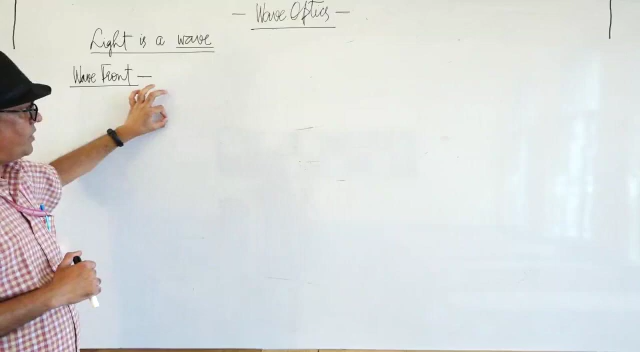 — Wave Optics —
Light is a wave
Wave Front —